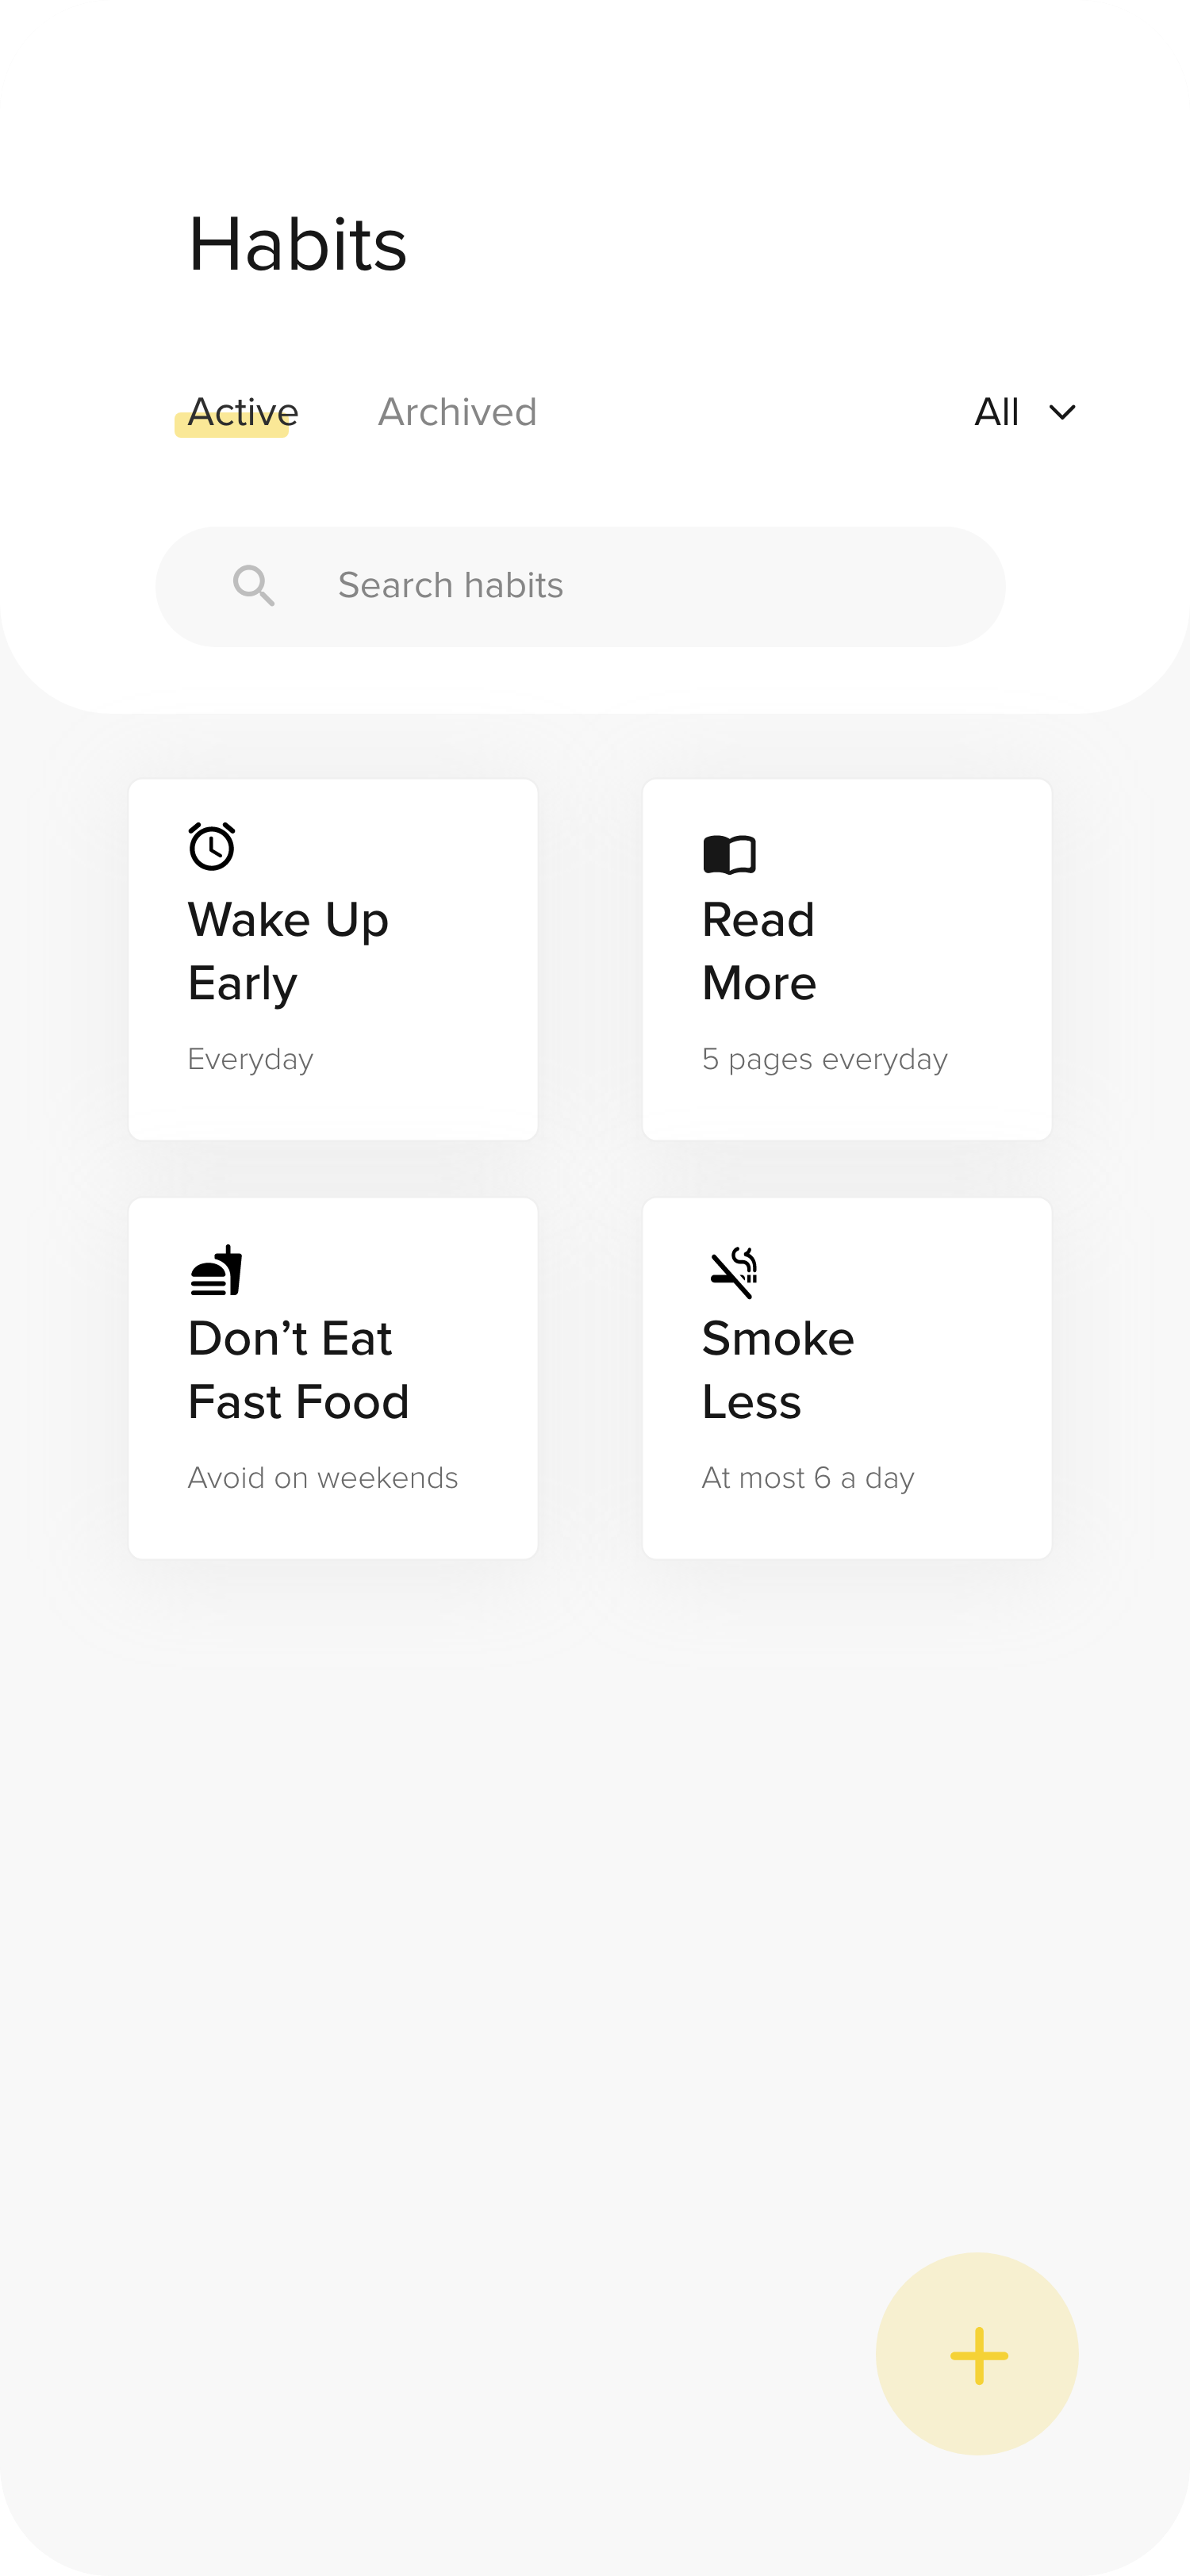 Habits
Active
Archived
All
Search habits
Wake Up
Early
Everyday
Read
More
5 pages everyday
Don’t Eat
Fast Food
Avoid on weekends
Smoke
Less
At most 6 a day